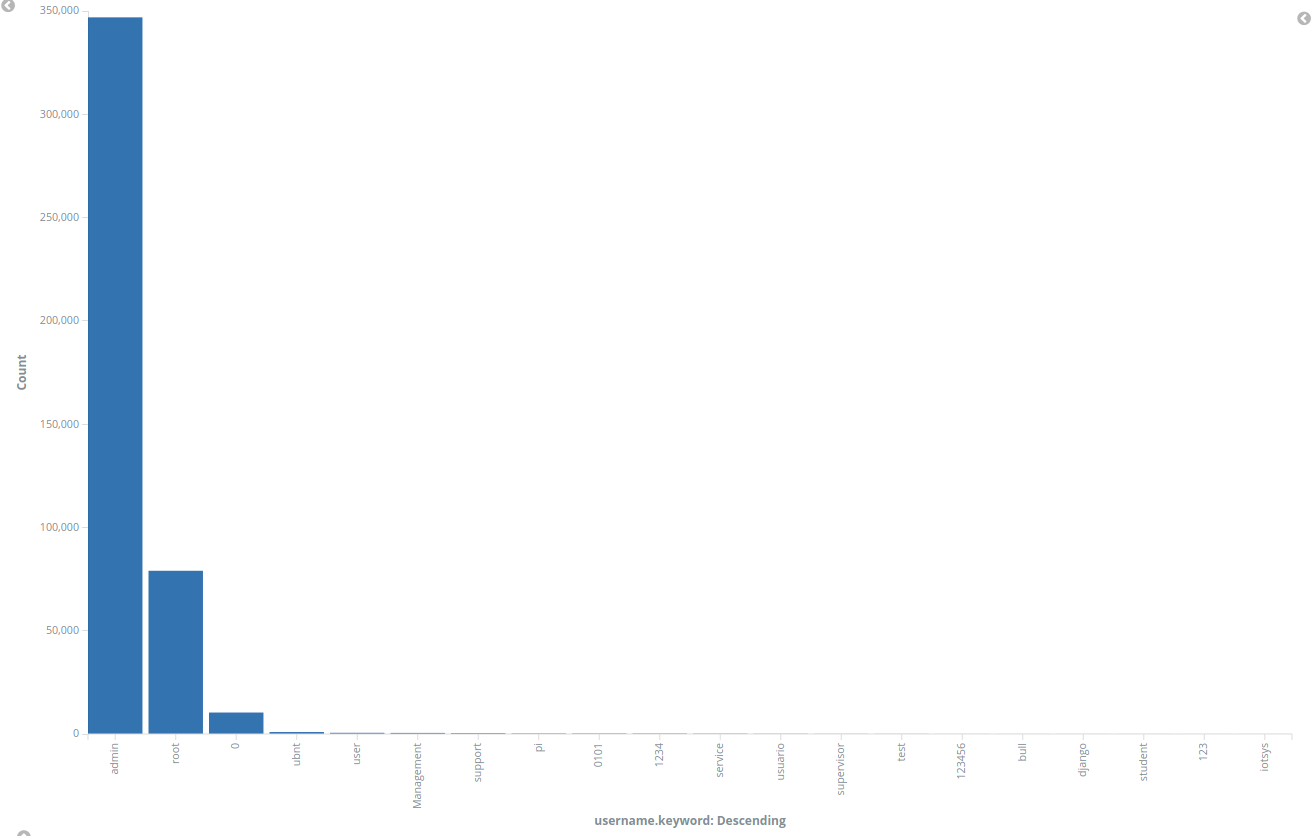 350,000
300,000
250,000
200,000
150,000
100,000
50,000
0
Count
admin
root
0
ubnt
user
Management
support
pi
0101
1234
service
usuario
supervisor
test
123456
bull
django
student
123
iotsys
username.keyword: Descending